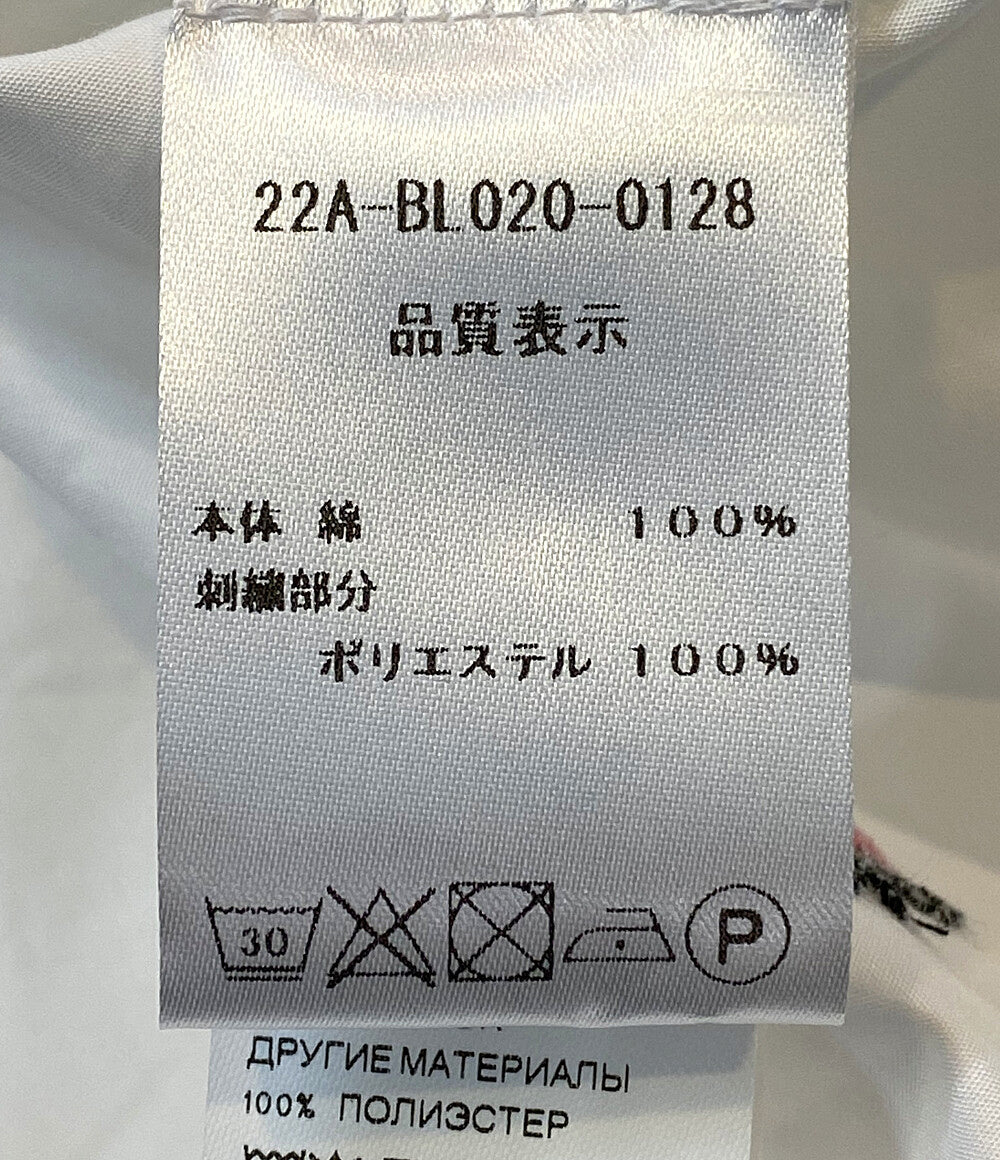 22A-BL020-0128
品質表示
本体 綿 100%
刺繍部分
ポリエステル 100%
30
P
ДРУГИЕ МАТЕРИАЛЫ
100% ПОЛИЭСТЕР